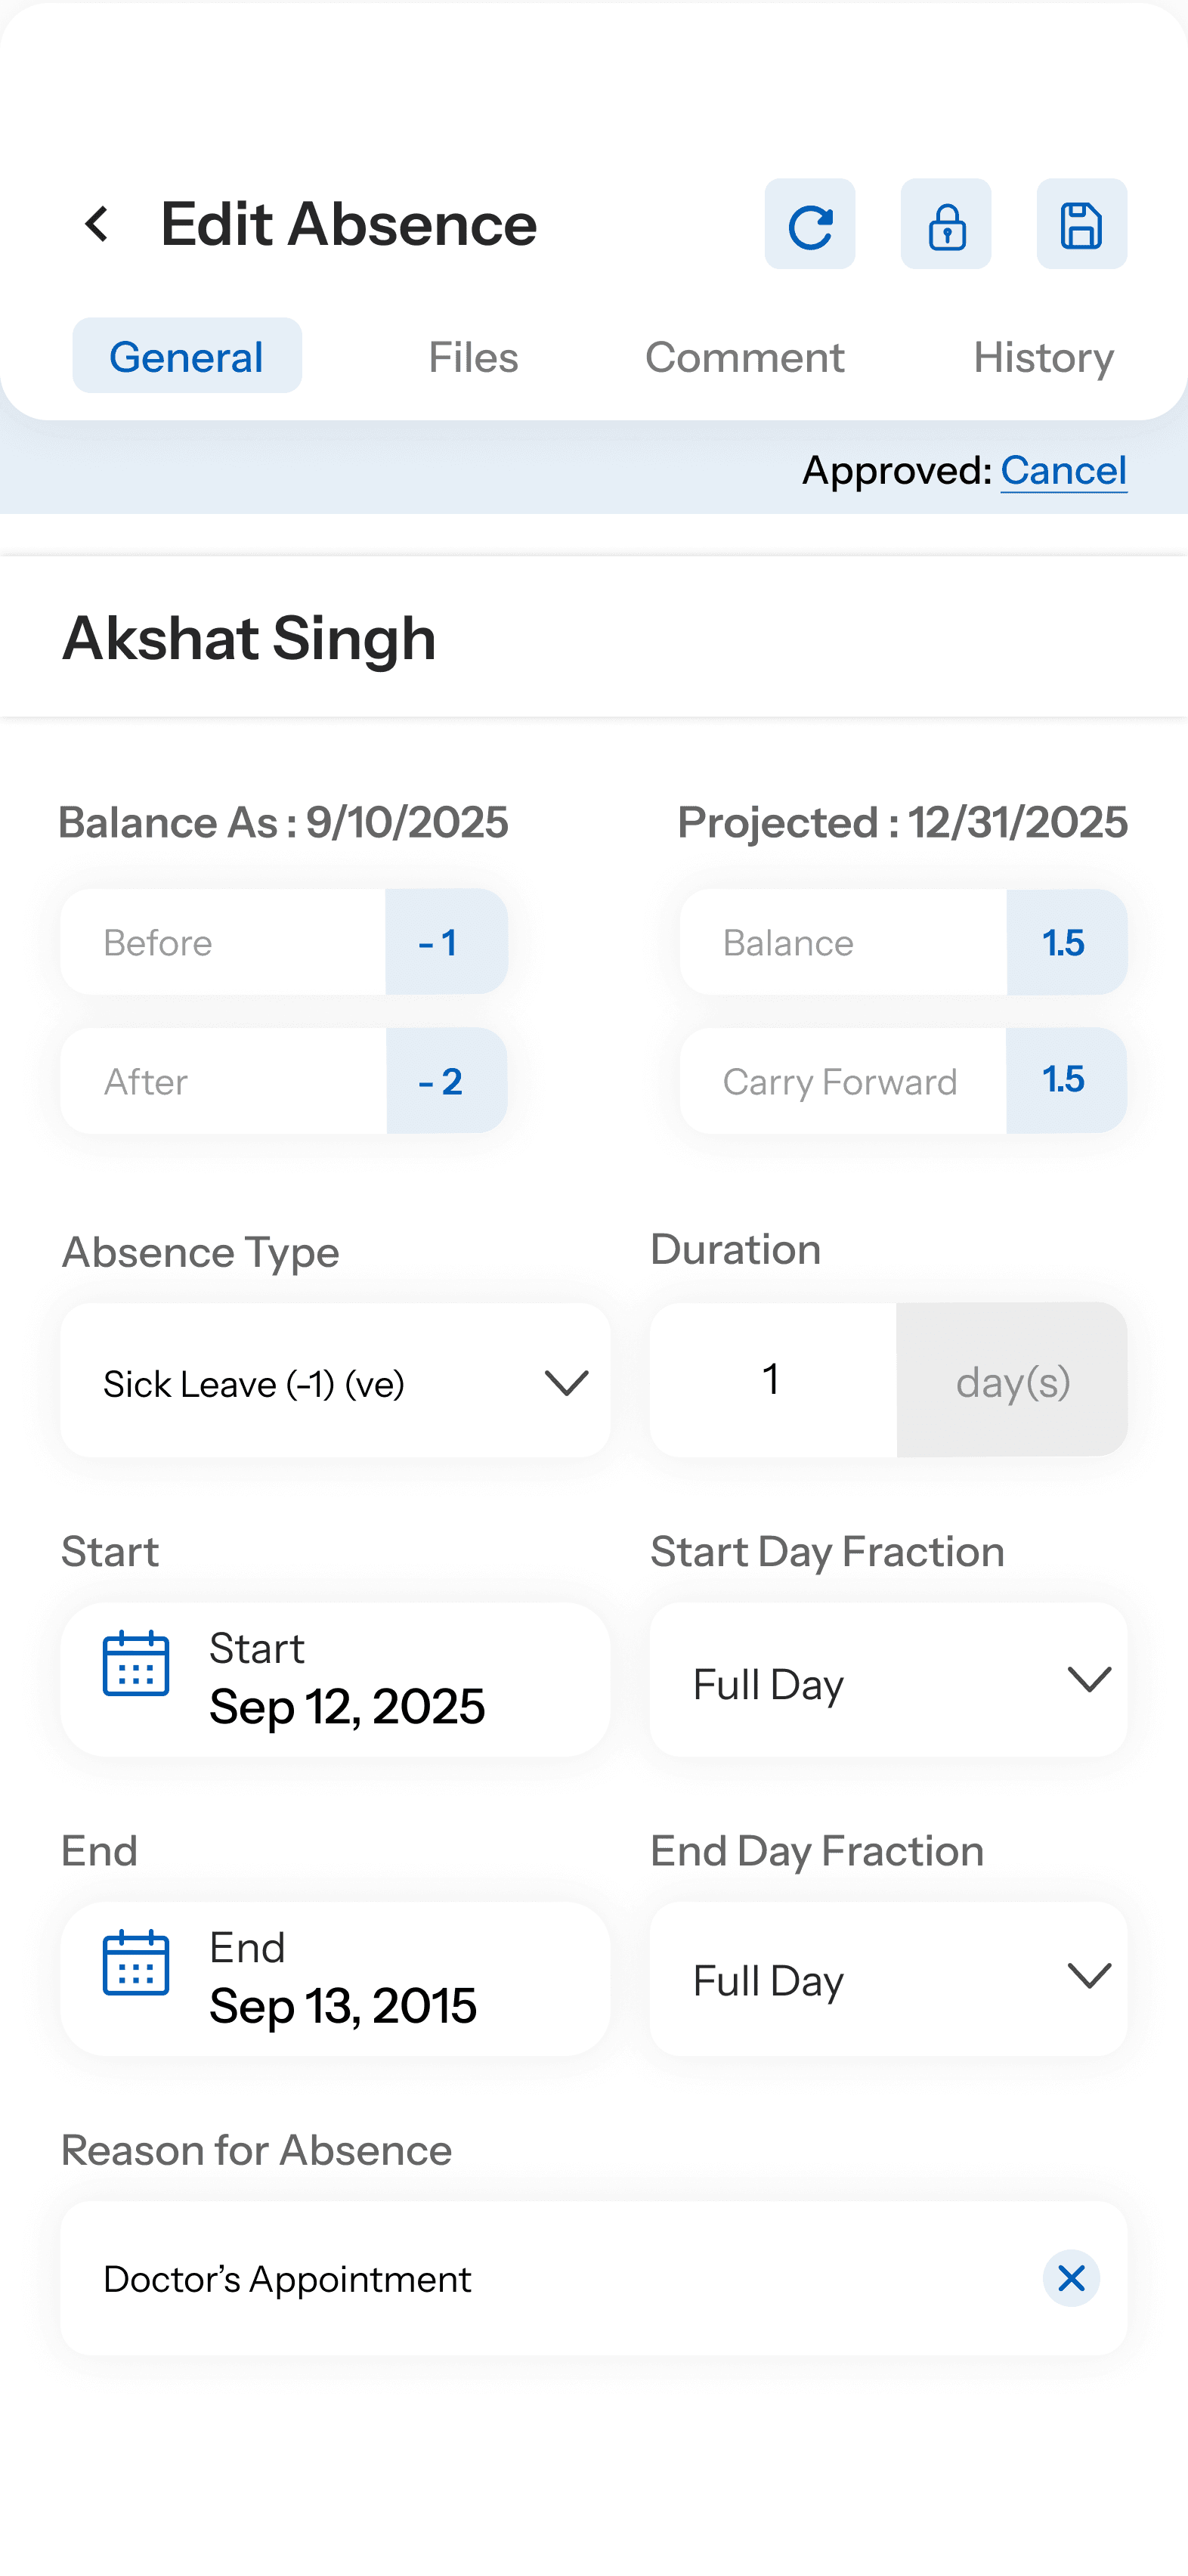 Edit Absence
General Files Comment History
Approved: Cancel
Akshat Singh
Balance As : 9/10/2025 Projected : 12/31/2025
Before - 1 Balance 1.5
After - 2 Carry Forward 1.5
Absence Type Duration
Sick Leave (-1) (ve) 1 day(s)
Start Start Day Fraction
Start
Sep 12, 2025 Full Day
End End Day Fraction
End
Sep 13, 2015 Full Day
Reason for Absence
Doctor’s Appointment